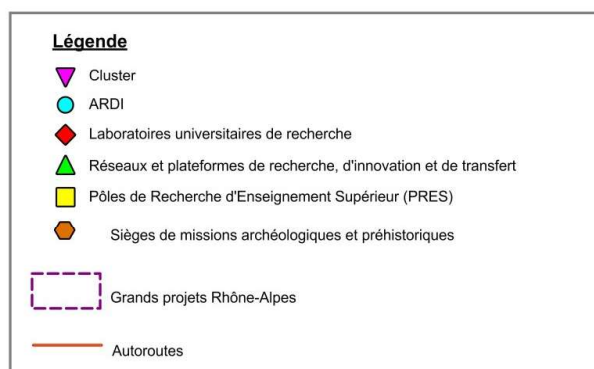 Légende
Cluster
ARDI
Laboratoires universitaires de recherche
Réseaux et plateformes de recherche, d'innovation et de transfert
Pôles de Recherche d'Enseignement Supérieur (PRES)
Sièges de missions archéologiques et préhistoriques
Grands projets Rhône-Alpes
Autoroutes